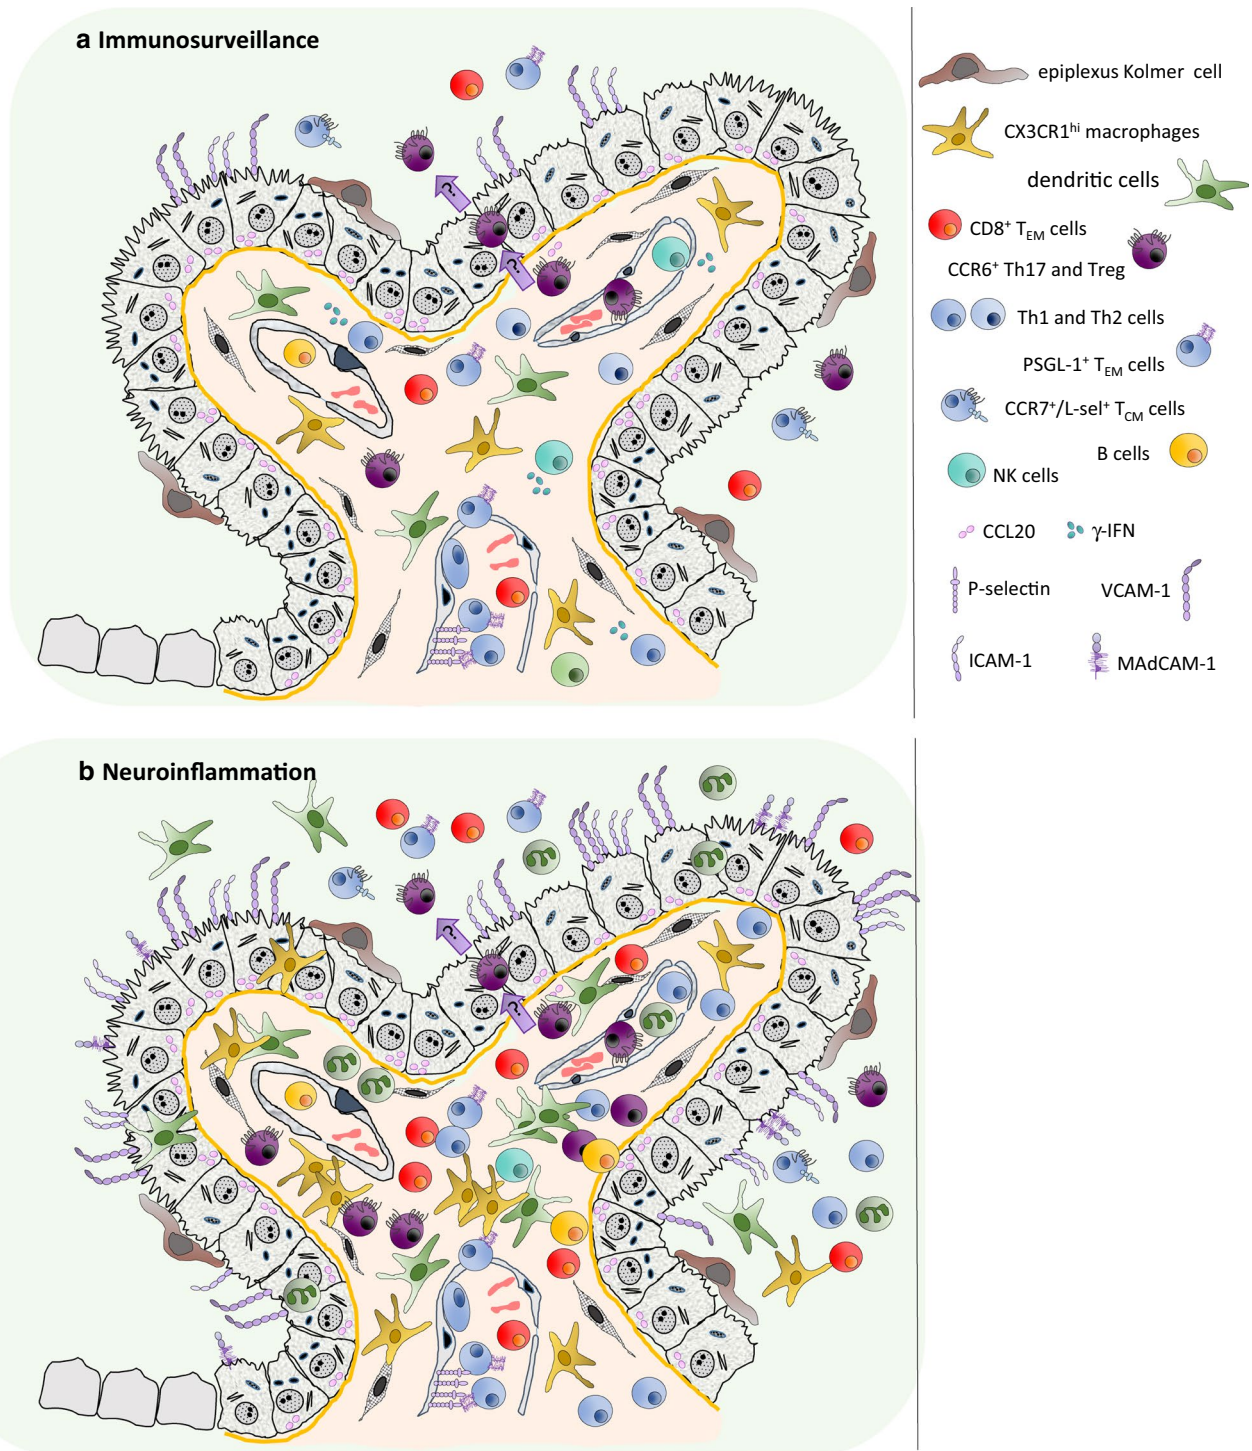 a Immunosurveillance
epiplexus Kolmer cell
CX3CR1hi macrophages
dendritic cells
CD8+ TEM cells
CCR6+ Th17 and Treg
Th1 and Th2 cells
PSGL-1+ TEM cells
CCR7+/L-sel+ TCM cells
B cells
NK cells
CCL20
γ-IFN
P-selectin
VCAM-1
ICAM-1
MAdCAM-1
?
?
b Neuroinflammation
?
?